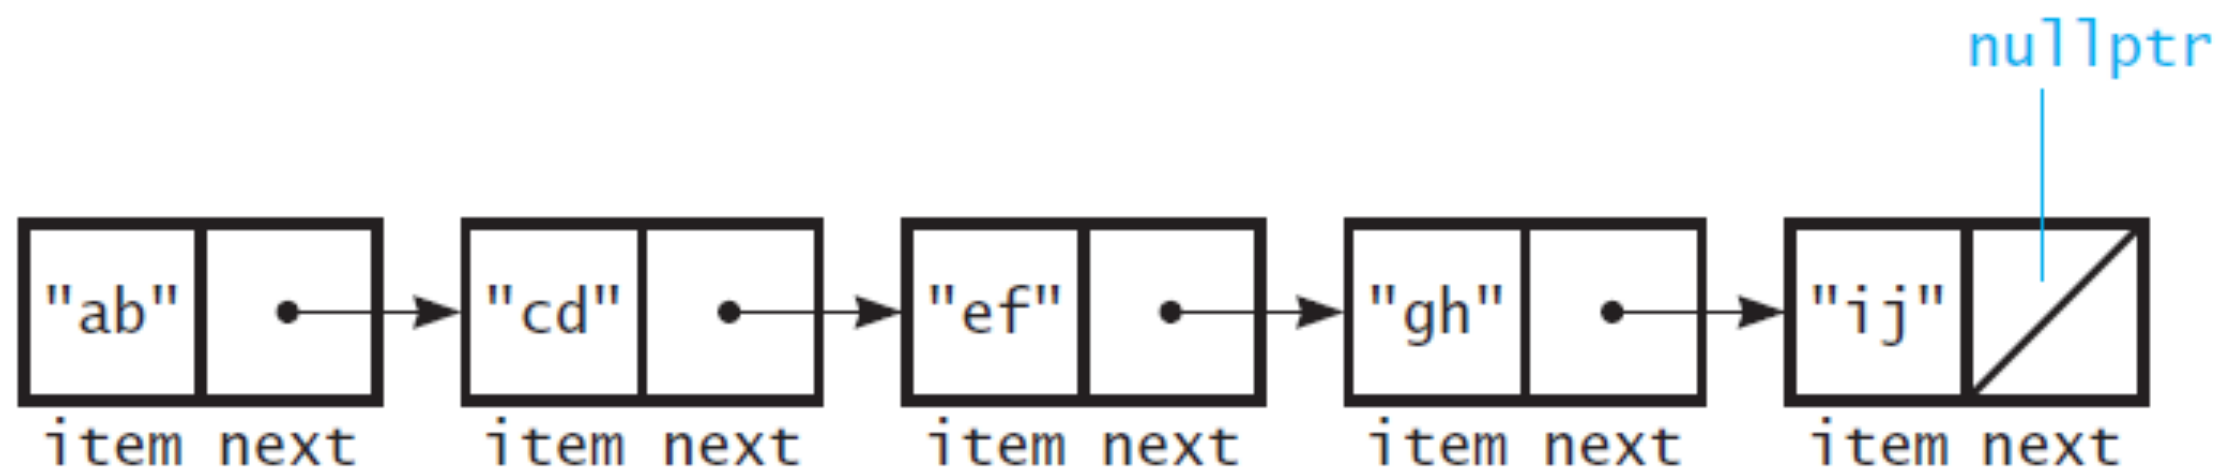 nullptr
"ab" "cd" "ef" "gh" "ij"
item next item next item next item next item next